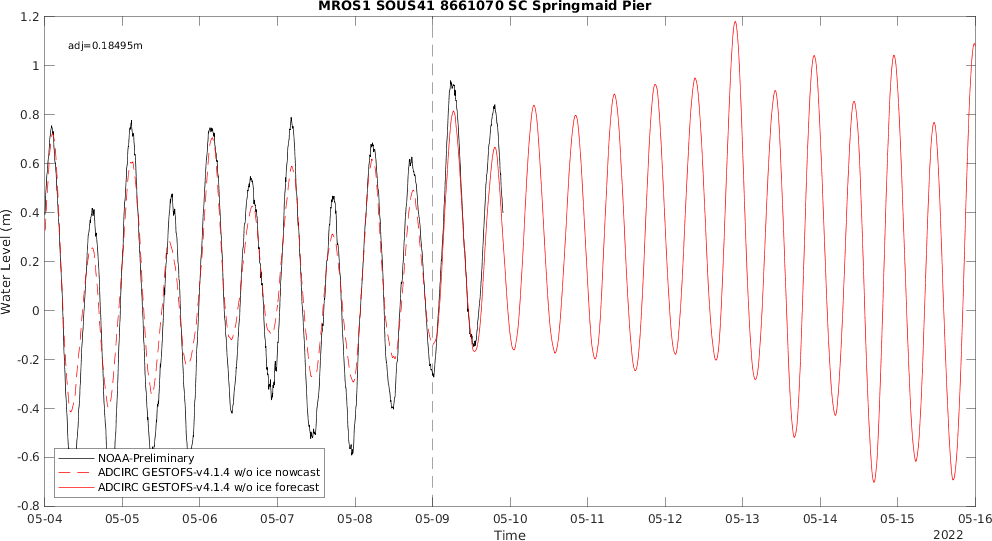 MROS1 SOUS41 8661070 SC Springmaid Pier
adj=0.18495m
1.2
1
0.8
0.6
0.4
0.2
0
-0.2
-0.4
-0.6
-0.8
Water Level (m)
NOAA-Preliminary
ADCIRC GESTOFS-v4.1.4 w/o ice nowcast
ADCIRC GESTOFS-v4.1.4 w/o ice forecast
05-04 05-05 05-06 05-07 05-08 05-09 05-10 05-11 05-12 05-13 05-14 05-15 05-16
Time
2022